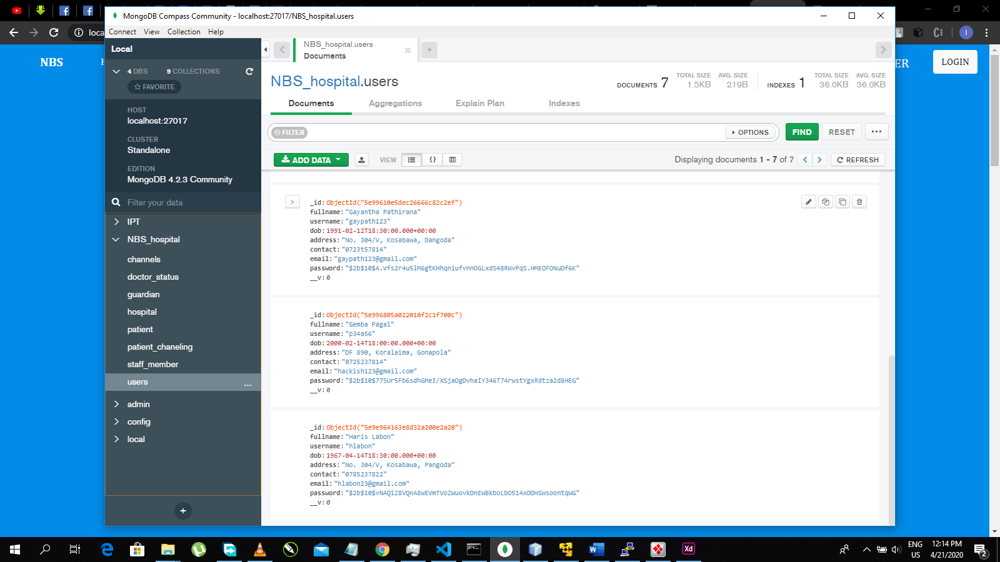 MongoDB Compass Community - localhost:27017/NBS_hospital.users
Connect View Collection Help
loca
NBS
ER
LOGIN
Local
4 DBS 9 COLLECTIONS
FAVORITE
HOST
localhost:27017
CLUSTER
Standalone
EDITION
MongoDB 4.2.3 Community
Filter your data
IPT
NBS_hospital
channels
doctor_status
guardian
hospital
patient
patient_chaneling
staff_member
users ...
admin
config
local
+
NBS_hospital.users
Documents
+
NBS_hospital.users
DOCUMENTS 7 TOTAL SIZE 1.5KB AVG. SIZE 219B INDEXES 1 TOTAL SIZE 36.0KB AVG. SIZE 36.0KB
Documents Aggregations Explain Plan Indexes
FILTER OPTIONS FIND RESET ...
ADD DATA VIEW {} Displaying documents 1 - 7 of 7 < > REFRESH
_id: ObjectId("5e99610e5dec26666c82c2ef")
fullname: "Gayantha Pathirana"
username: "gaypath123"
dob: 1991-02-12T18:30:00.000+00:00
address: "No. 304/V, Kosabawa, Dangoda"
contact: "0723t57814"
email: "gaypath123@gmail.com"
password: "$2b$10$A.Vfs2r4u5lM6gtKHhqniufvnnOGLxdS48RWvPqS.HMEOFONuDf6K"
__v: 0
_id: ObjectId("5e996805a022010f2c1f700c")
fullname: "Gemba Pagal"
username: "p34a56"
dob: 2000-02-14T18:00:00.000+00:00
address: "DF 890, Koralaima, Gonapola"
contact: "0725237814"
email: "hackish123@gmail.com"
password: "$2b$10$77SUr5Fb6sdhGMeI/XSjaOgDvhaIY346T74rwstYgxRdtza2d8HEG"
__v: 0
_id: ObjectId("5e9e964163e8d32a200e2a20")
fullname: "Haris Labon"
username: "hlabon"
dob: 1967-04-14T18:30:00.000+00:00
address: "No. 304/V, Kosabawa, Pangoda"
contact: "0785237822"
email: "hlabon23@gmail.com"
password: "$2b$10$vNAQiZ8VQnA8wEVmTVoZWuovkDnEWBkboLbO514xODHSWsoontqWG"
__v: 0
I
Xd
ENG
US
12:14 PM
4/21/2020
2